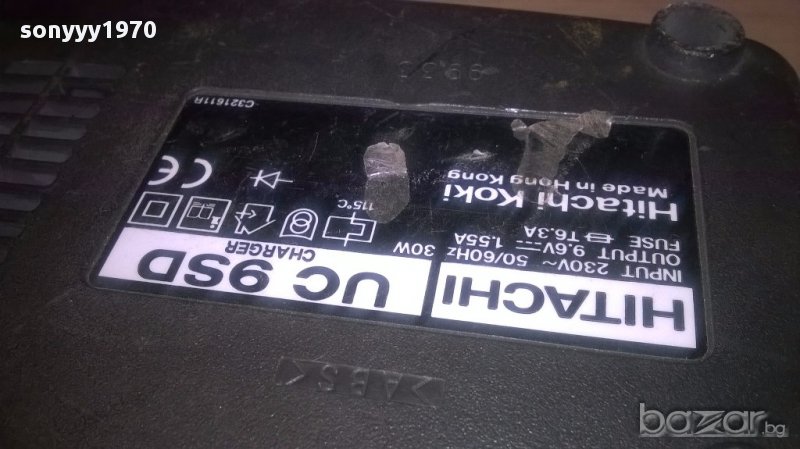 sonyyy1970
HITACHI UC 9SD
CHARGER
INPUT 230V~ 50/60Hz 30W
OUTPUT 9.6V⎓ 1.55A
FUSE T6.3A
115°C
Hitachi Koki
Made in Hong Kong
CE
C321611R
>ABS<
bazar.bg